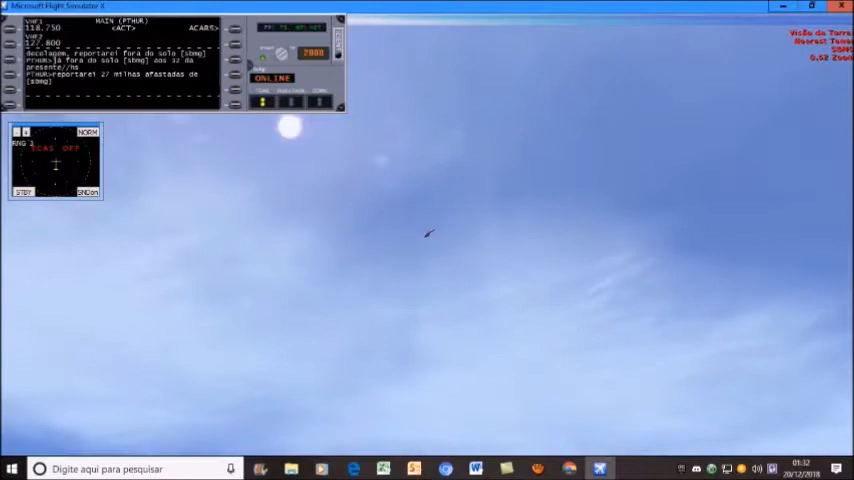 Microsoft Flight Simulator X
VHF1 MAIN (PTHUR)
118.750 <ACT> ACARS>
VHF2
127.800
decolagem, reportarei fora do solo [sbmg]
PTHUR>já fora do solo [sbmg] aos 32 da
presente//hs
PTHUR>reportarei 27 milhas afastadas de
[sbmg]
2000
ONLINE
NORM
RNG 3
TCAS OFF
STBY
SNDon
Visão da Torre
Nearest Tower
SBMG
0.62 Zoom
Digite aqui para pesquisar
01:32
20/12/2018